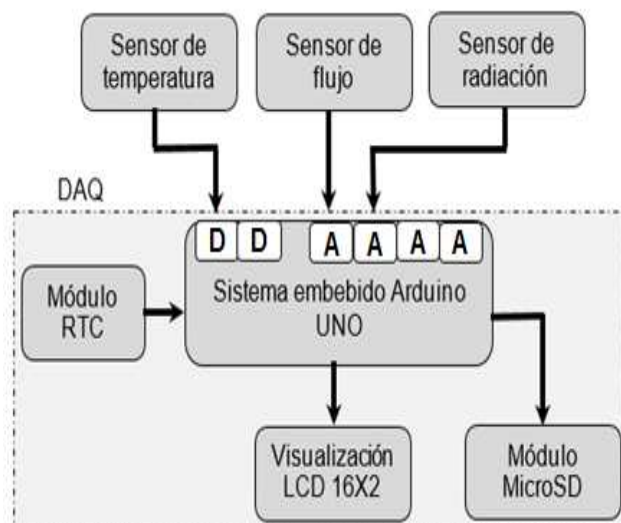 Sensor de
temperatura
Sensor de
flujo
Sensor de
radiación
DAQ
D D A A A A
Sistema embebido Arduino
UNO
Módulo
RTC
Visualización
LCD 16X2
Módulo
MicroSD